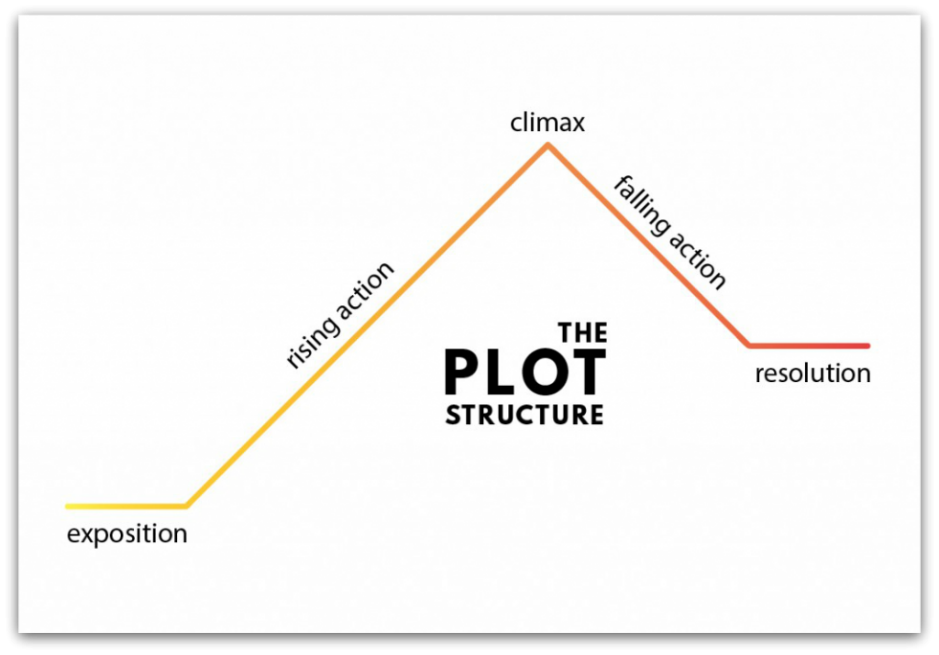 climax
falling action
rising action
THE
PLOT
STRUCTURE
resolution
exposition